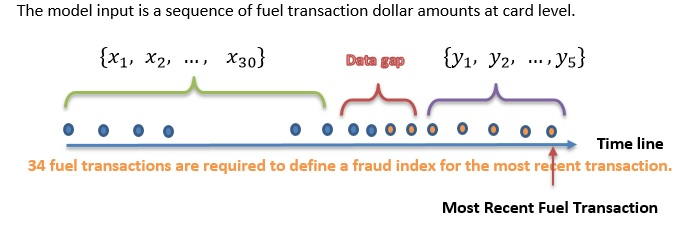 The model input is a sequence of fuel transaction dollar amounts at card level.
{x₁, x₂, ..., x₃₀} Data gap {y₁, y₂, ..., y₅}
Time line
34 fuel transactions are required to define a fraud index for the most recent transaction.
Most Recent Fuel Transaction